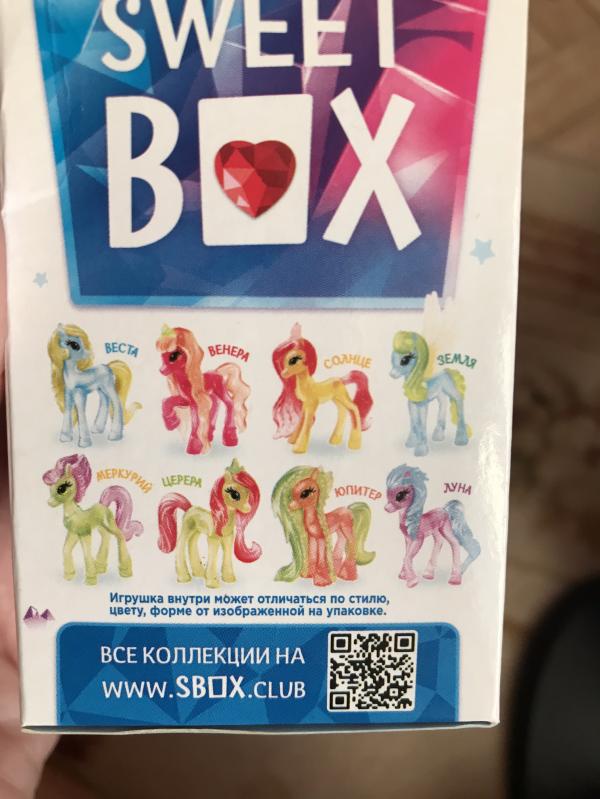 SWEET
BOX
ВЕСТА
ВЕНЕРА
СОЛНЦЕ
ЗЕМЛЯ
МЕРКУРИЙ
ЦЕРЕРА
ЮПИТЕР
ЛУНА
Игрушка внутри может отличаться по стилю,
цвету, форме от изображенной на упаковке.
ВСЕ КОЛЛЕКЦИИ НА
WWW.SBOX.CLUB